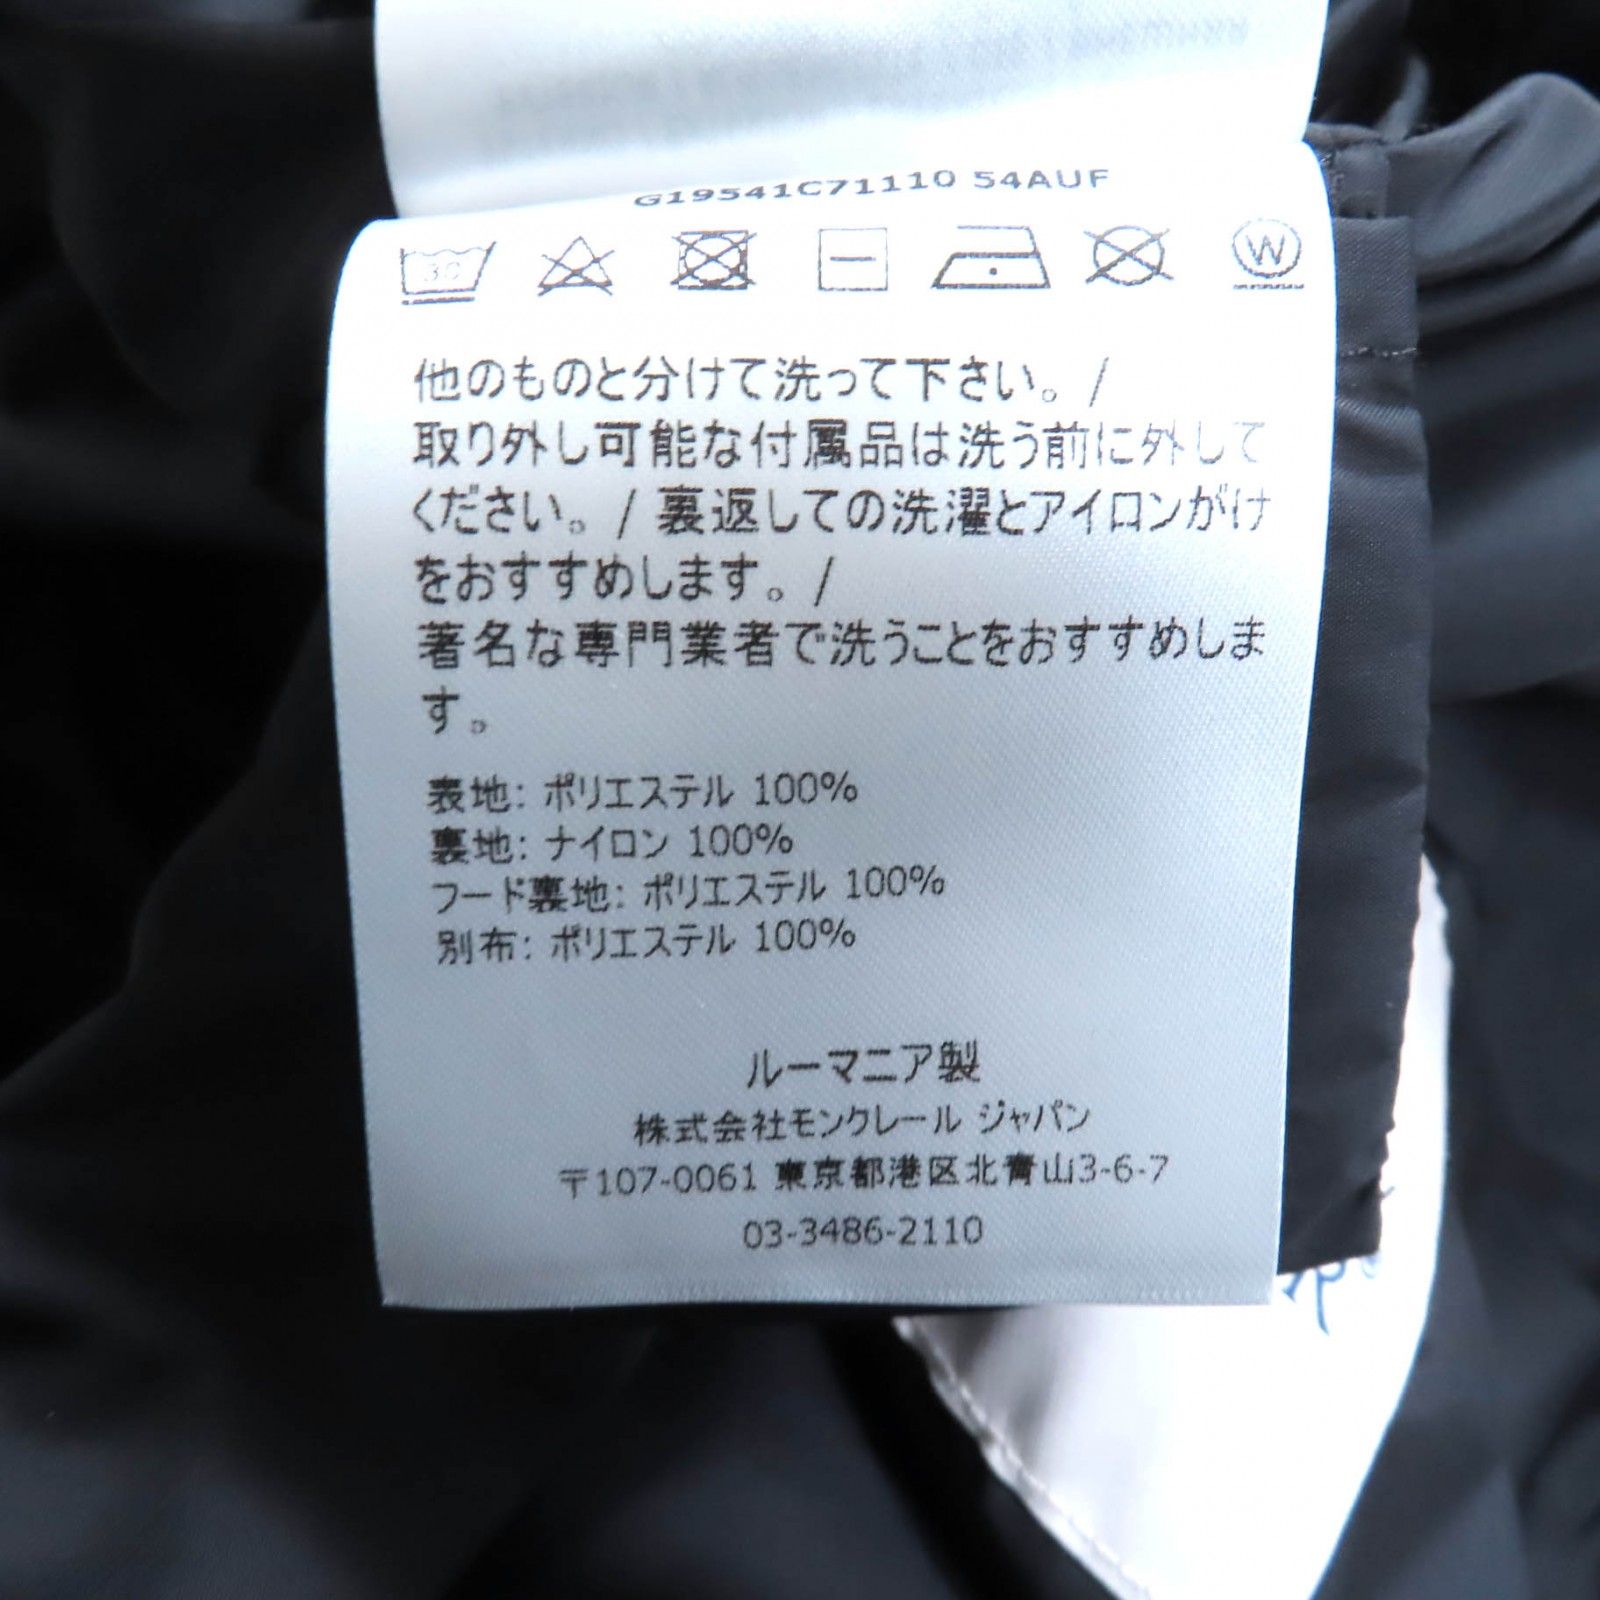 G19541C71110 54AUF
30
W
他のものと分けて洗って下さい。/
取り外し可能な付属品は洗う前に外して
ください。/ 裏返しての洗濯とアイロンがけ
をおすすめします。/
著名な専門業者で洗うことをおすすめしま
す。
表地: ポリエステル 100%
裏地: ナイロン 100%
フード裏地: ポリエステル 100%
別布: ポリエステル 100%
ルーマニア製
株式会社モンクレール ジャパン
〒107-0061 東京都港区北青山3-6-7
03-3486-2110